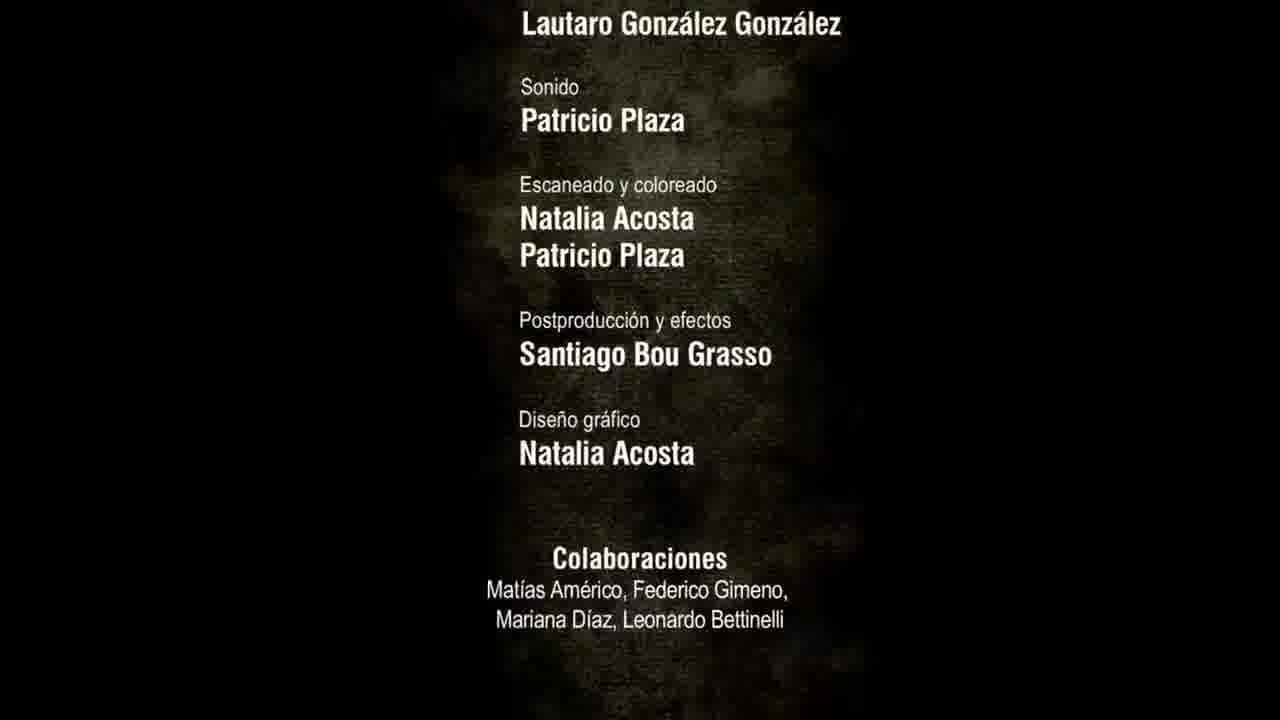 Lautaro González González
Sonido
Patricio Plaza
Escaneado y coloreado
Natalia Acosta
Patricio Plaza
Postproducción y efectos
Santiago Bou Grasso
Diseño gráfico
Natalia Acosta
Colaboraciones
Matías Américo, Federico Gimeno,
Mariana Díaz, Leonardo Bettinelli